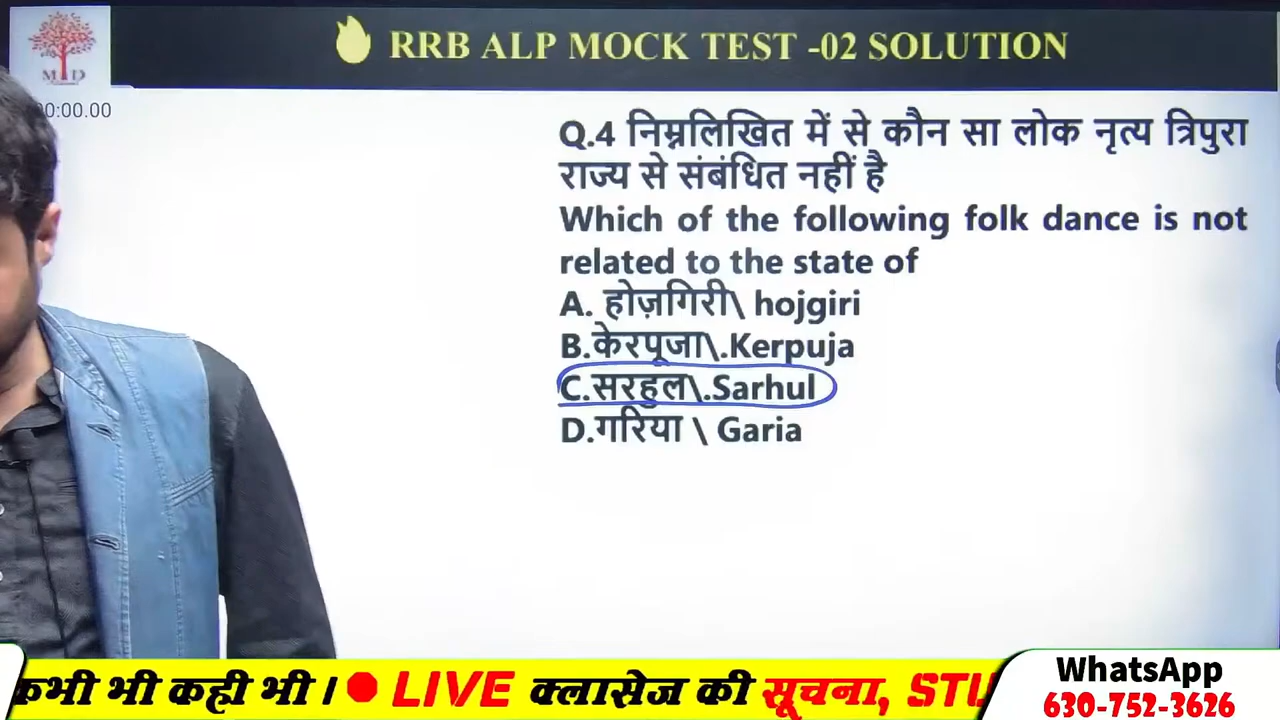 RRB ALP MOCK TEST -02 SOLUTION
M D
00:00.00
Q.4 निम्नलिखित में से कौन सा लोक नृत्य त्रिपुरा
राज्य से संबंधित नहीं है
Which of the following folk dance is not
related to the state of
A. होज़गिरी\ hojgiri
B.केरपूजा\.Kerpuja
C.सरहुल\.Sarhul
D.गरिया \ Garia
कभी भी कही भी । LIVE क्लासेज की सूचना,
WhatsApp
630-752-3626